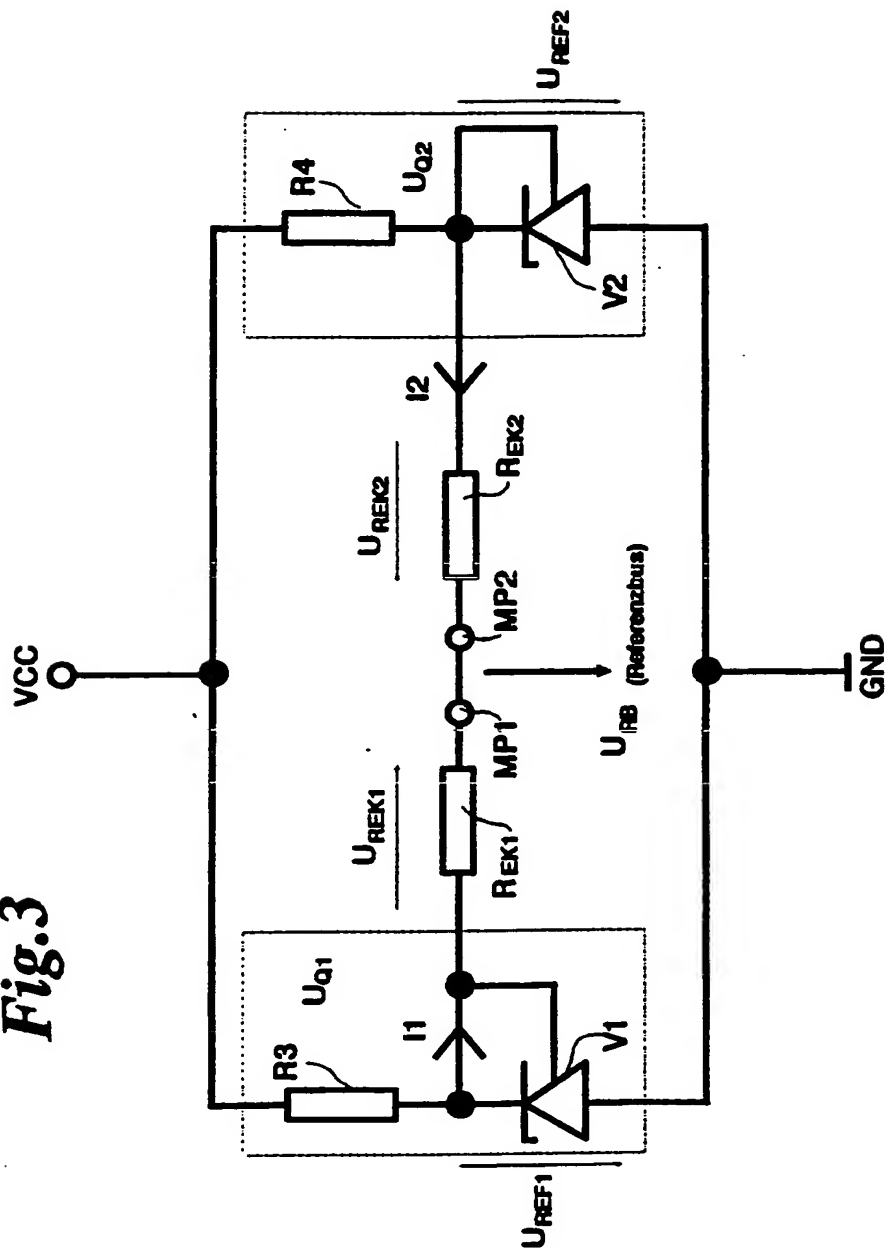 Fig.3
VCC
R3
R4
UQ1
UQ2
I1
I2
UREK1
UREK2
REK1
REK2
MP1
MP2
V1
V2
UREF1
UREF2
UIRB (Referenzbus)
GND